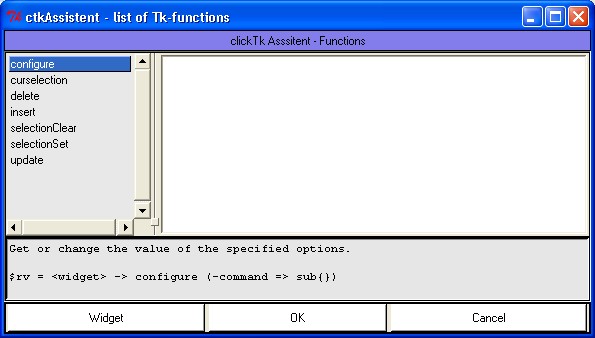 Tk ctkAssistent - list of Tk-functions
clickTk Asssitent - Functions
configure
curselection
delete
insert
selectionClear
selectionSet
update
Get or change the value of the specified options.
$rv = <widget> -> configure (-command => sub{})
Widget OK Cancel